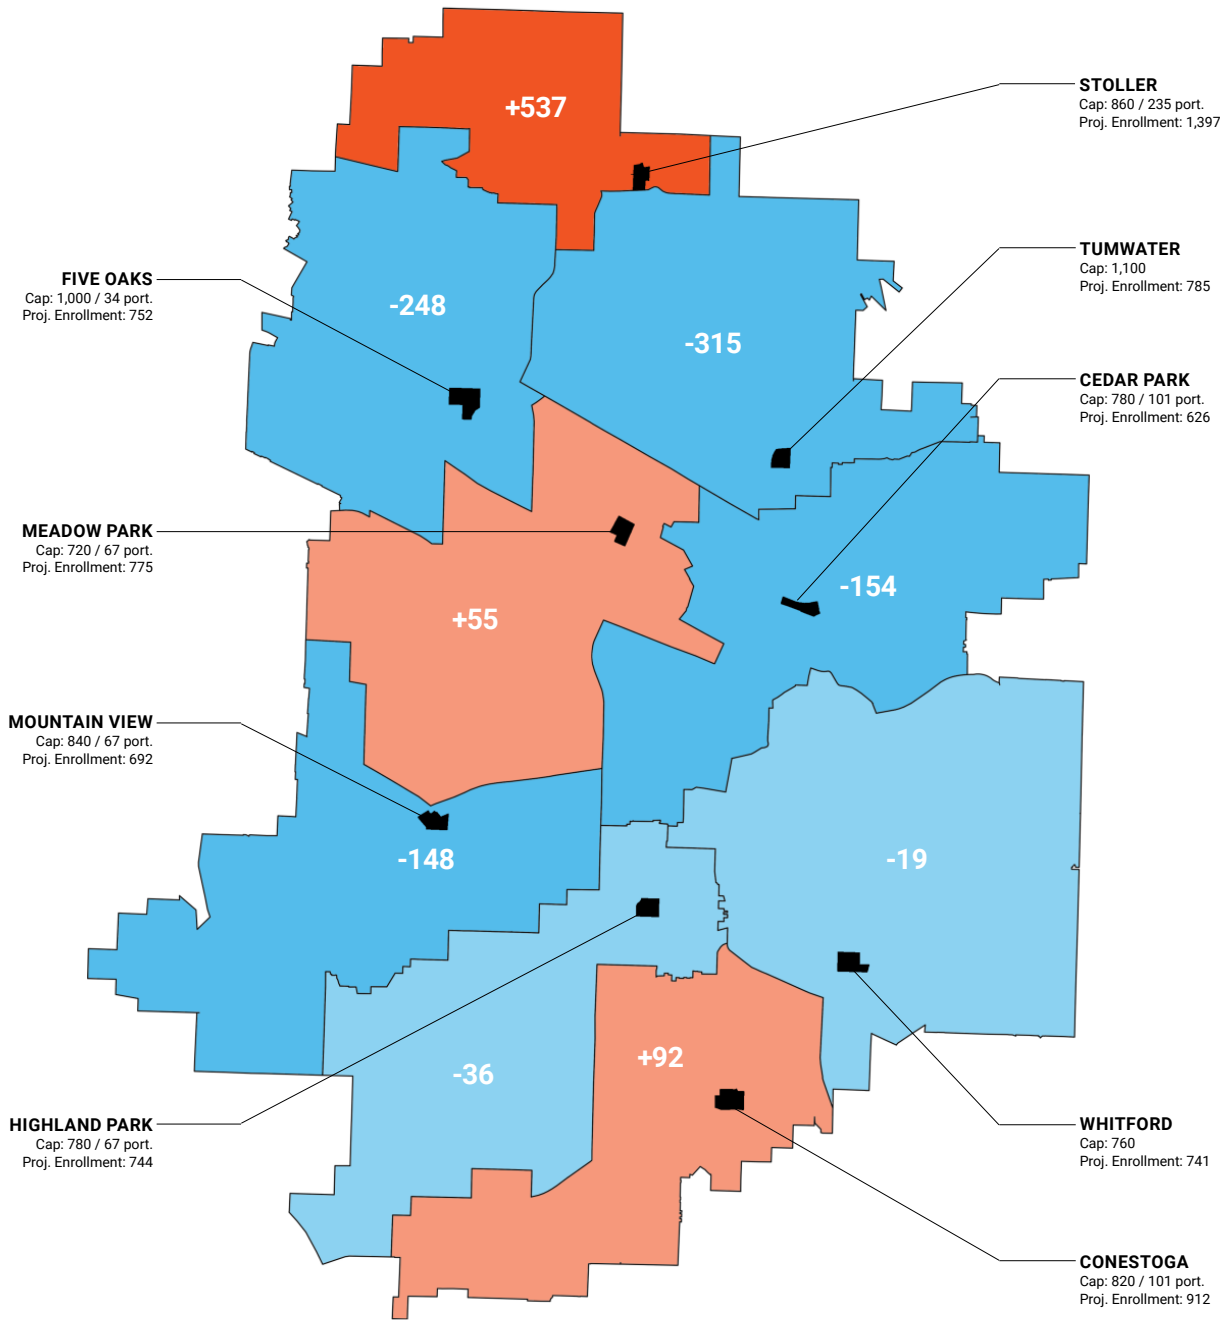 +537
STOLLER
Cap: 860 / 235 port.
Proj. Enrollment: 1,397
TUMWATER
Cap: 1,100
Proj. Enrollment: 785
FIVE OAKS
Cap: 1,000 / 34 port.
Proj. Enrollment: 752
-248
-315
CEDAR PARK
Cap: 780 / 101 port.
Proj. Enrollment: 626
MEADOW PARK
Cap: 720 / 67 port.
Proj. Enrollment: 775
-154
+55
MOUNTAIN VIEW
Cap: 840 / 67 port.
Proj. Enrollment: 692
-148
-19
-36
+92
HIGHLAND PARK
Cap: 780 / 67 port.
Proj. Enrollment: 744
WHITFORD
Cap: 760
Proj. Enrollment: 741
CONESTOGA
Cap: 820 / 101 port.
Proj. Enrollment: 912